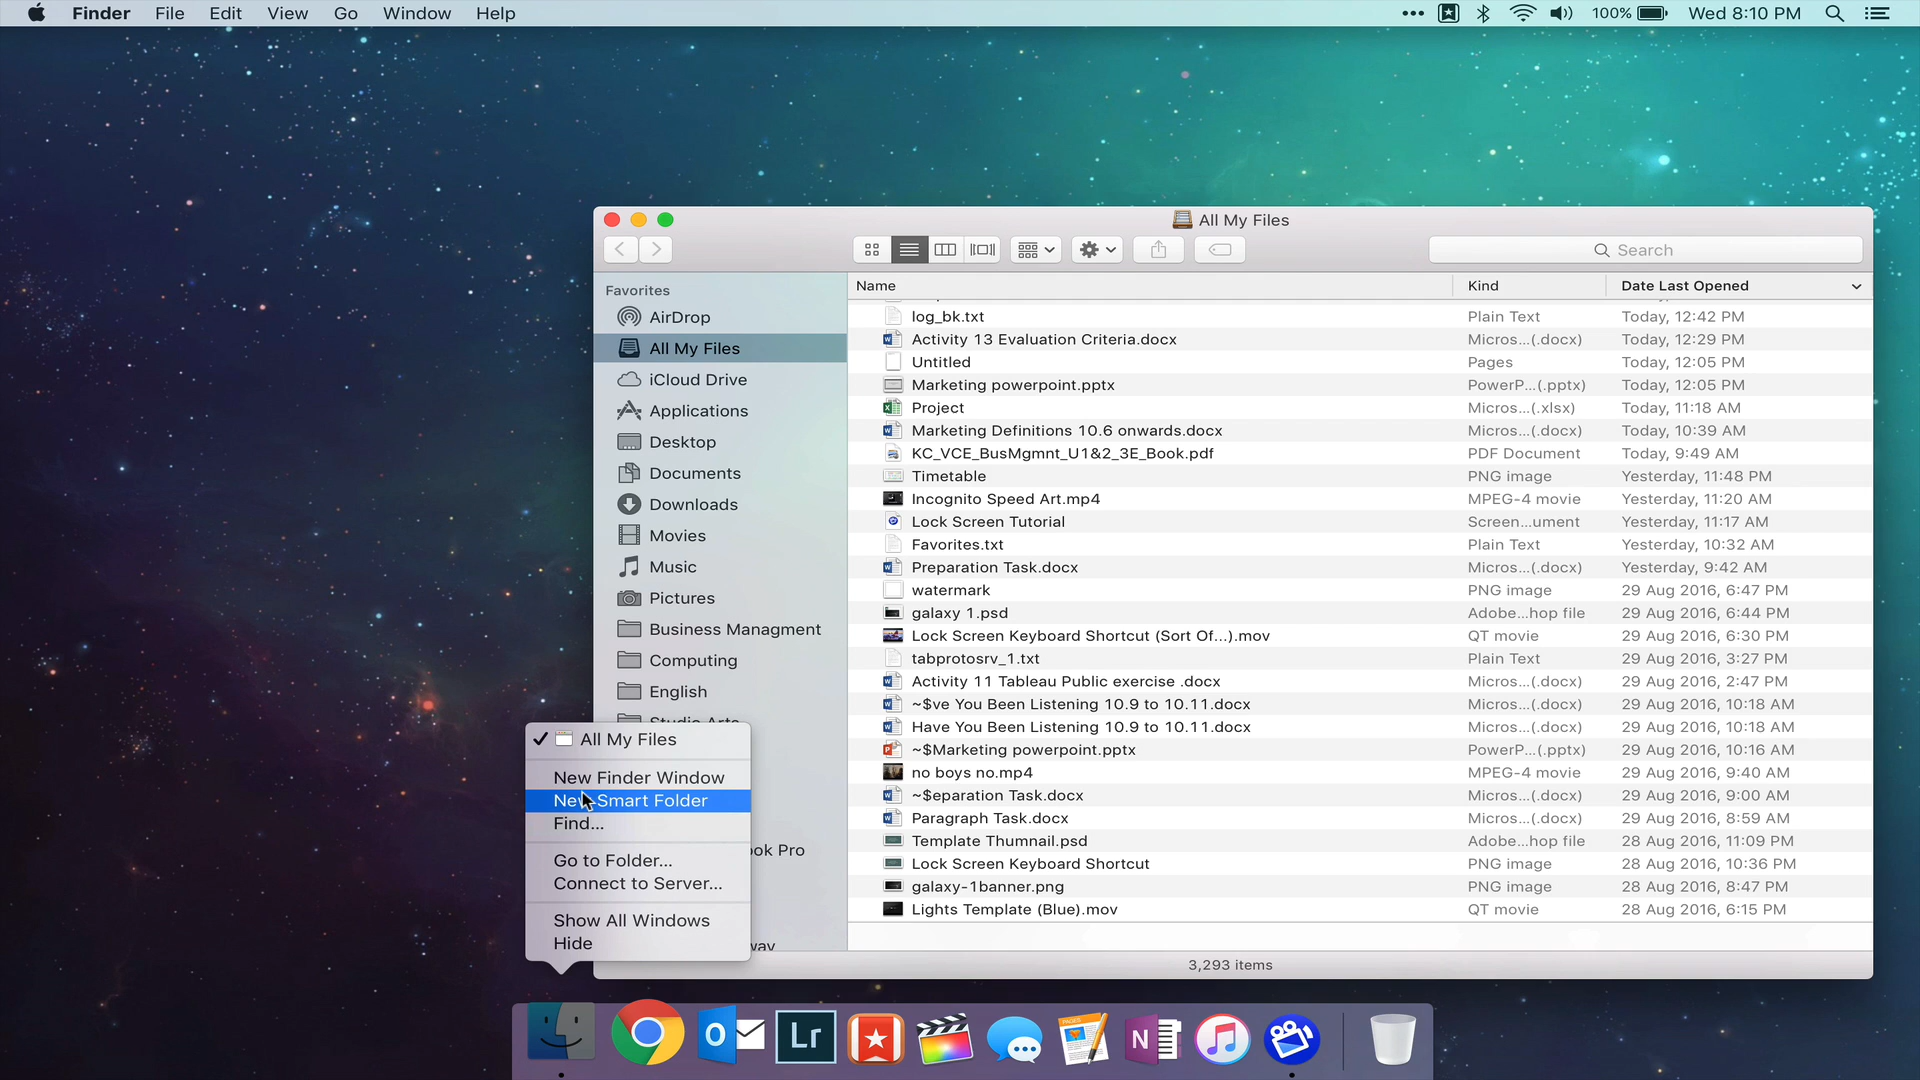 Finder File Edit View Go Window Help
100% Wed 8:10 PM
All My Files
Search
Favorites
AirDrop
All My Files
iCloud Drive
Applications
Desktop
Documents
Downloads
Movies
Music
Pictures
Business Managment
Computing
English
Studio Arts
ook Pro
way
Name Kind Date Last Opened
log_bk.txt Plain Text Today, 12:42 PM
Activity 13 Evaluation Criteria.docx Micros...(.docx) Today, 12:29 PM
Untitled Pages Today, 12:05 PM
Marketing powerpoint.pptx PowerP...(.pptx) Today, 12:05 PM
Project Micros...(.xlsx) Today, 11:18 AM
Marketing Definitions 10.6 onwards.docx Micros...(.docx) Today, 10:39 AM
KC_VCE_BusMgmnt_U1&2_3E_Book.pdf PDF Document Today, 9:49 AM
Timetable PNG image Yesterday, 11:48 PM
Incognito Speed Art.mp4 MPEG-4 movie Yesterday, 11:20 AM
Lock Screen Tutorial Screen...ument Yesterday, 11:17 AM
Favorites.txt Plain Text Yesterday, 10:32 AM
Preparation Task.docx Micros...(.docx) Yesterday, 9:42 AM
watermark PNG image 29 Aug 2016, 6:47 PM
galaxy 1.psd Adobe...hop file 29 Aug 2016, 6:44 PM
Lock Screen Keyboard Shortcut (Sort Of...).mov QT movie 29 Aug 2016, 6:30 PM
tabprotosrv_1.txt Plain Text 29 Aug 2016, 3:27 PM
Activity 11 Tableau Public exercise .docx Micros...(.docx) 29 Aug 2016, 2:47 PM
~$ve You Been Listening 10.9 to 10.11.docx Micros...(.docx) 29 Aug 2016, 10:18 AM
Have You Been Listening 10.9 to 10.11.docx Micros...(.docx) 29 Aug 2016, 10:18 AM
~$Marketing powerpoint.pptx PowerP...(.pptx) 29 Aug 2016, 10:16 AM
no boys no.mp4 MPEG-4 movie 29 Aug 2016, 9:40 AM
~$eparation Task.docx Micros...(.docx) 29 Aug 2016, 9:00 AM
Paragraph Task.docx Micros...(.docx) 29 Aug 2016, 8:59 AM
Template Thumnail.psd Adobe...hop file 28 Aug 2016, 11:09 PM
Lock Screen Keyboard Shortcut PNG image 28 Aug 2016, 10:36 PM
galaxy-1banner.png PNG image 28 Aug 2016, 8:47 PM
Lights Template (Blue).mov QT movie 28 Aug 2016, 6:15 PM
3,293 items
All My Files
New Finder Window
New Smart Folder
Find...
Go to Folder...
Connect to Server...
Show All Windows
Hide
Lr
PAGES
N